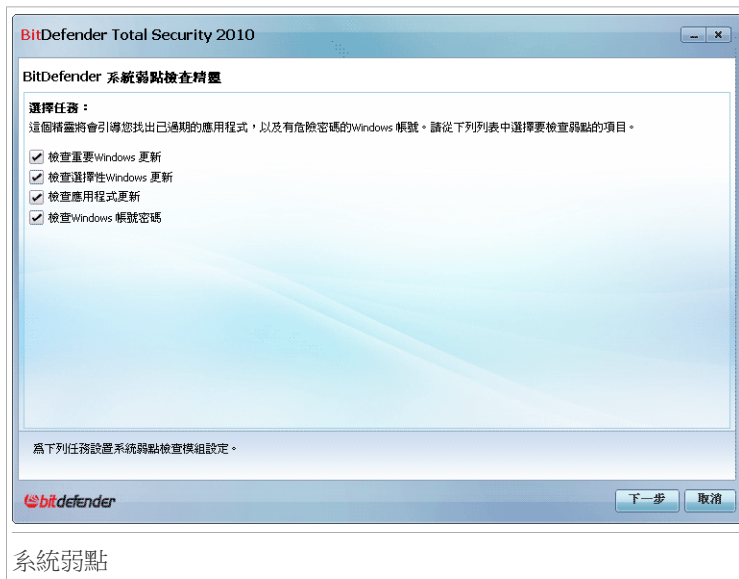 BitDefender Total Security 2010
BitDefender 系統弱點檢查精靈
選擇任務：
這個精靈將會引導您找出已過期的應用程式，以及有危險密碼的Windows 帳號。請從下列列表中選擇要檢查弱點的項目。
檢查重要Windows 更新
檢查選擇性Windows 更新
檢查應用程式更新
檢查Windows 帳號密碼
為下列任務設置系統弱點檢查模組設定。
bitdefender
下一步
取消
系統弱點